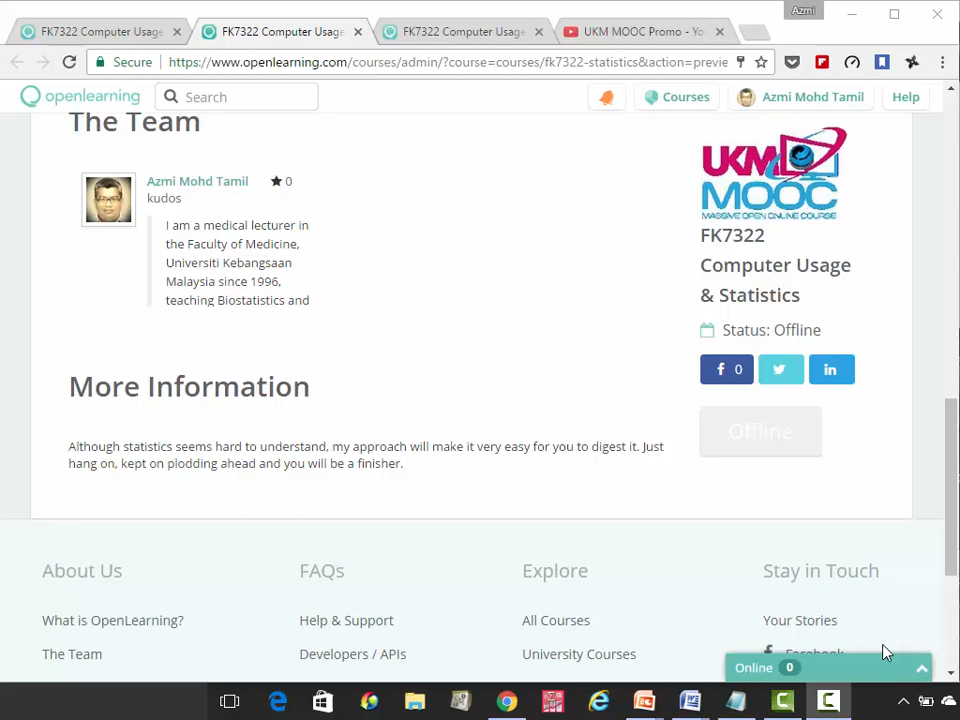 Azmi
FK7322 Computer Usage
FK7322 Computer Usage
FK7322 Computer Usage
UKM MOOC Promo - Yo
Secure
https://www.openlearning.com/courses/admin/?course=courses/fk7322-statistics&action=previe
openlearning
Search
Courses
Azmi Mohd Tamil
Help
The Team
Azmi Mohd Tamil
0
kudos
I am a medical lecturer in
the Faculty of Medicine,
Universiti Kebangsaan
Malaysia since 1996,
teaching Biostatistics and
UKM
MOOC
MASSIVE OPEN ONLINE COURSE
FK7322
Computer Usage
& Statistics
Status: Offline
f 0
in
Offline
More Information
Although statistics seems hard to understand, my approach will make it very easy for you to digest it. Just
hang on, kept on plodding ahead and you will be a finisher.
About Us
FAQs
Explore
Stay in Touch
What is OpenLearning?
Help & Support
All Courses
Your Stories
The Team
Developers / APIs
University Courses
Facebook
Online 0